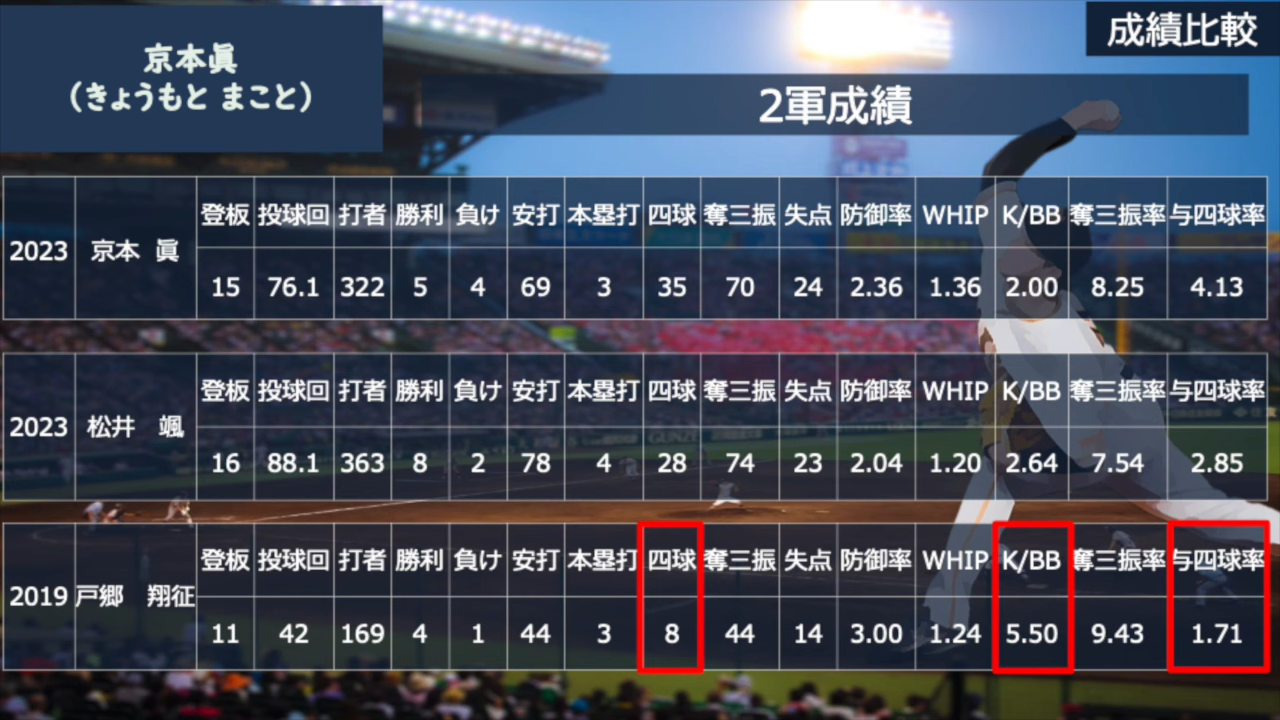 京本眞
(きょうもと まこと)
成績比較
2軍成績
2023 京本 眞
登板 投球回 打者 勝利 負け 安打 本塁打 四球 奪三振 失点 防御率 WHIP K/BB 奪三振率 与四球率
15 76.1 322 5 4 69 3 35 70 24 2.36 1.36 2.00 8.25 4.13
2023 松井 颯
登板 投球回 打者 勝利 負け 安打 本塁打 四球 奪三振 失点 防御率 WHIP K/BB 奪三振率 与四球率
16 88.1 363 8 2 78 4 28 74 23 2.04 1.20 2.64 7.54 2.85
2019 戸郷 翔征
登板 投球回 打者 勝利 負け 安打 本塁打 四球 奪三振 失点 防御率 WHIP K/BB 奪三振率 与四球率
11 42 169 4 1 44 3 8 44 14 3.00 1.24 5.50 9.43 1.71